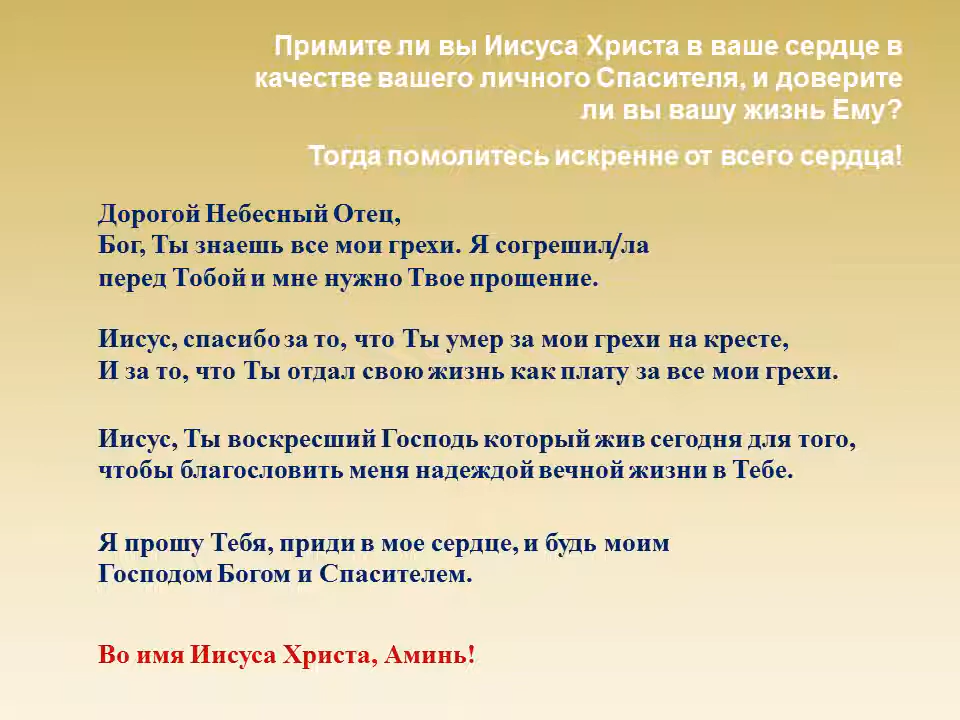 Примите ли вы Иисуса Христа в ваше сердце в
качестве вашего личного Спасителя, и доверите
ли вы вашу жизнь Ему?
Тогда помолитесь искренне от всего сердца!
Дорогой Небесный Отец,
Бог, Ты знаешь все мои грехи. Я согрешил/ла
перед Тобой и мне нужно Твое прощение.
Иисус, спасибо за то, что Ты умер за мои грехи на кресте,
И за то, что Ты отдал свою жизнь как плату за все мои грехи.
Иисус, Ты воскресший Господь который жив сегодня для того,
чтобы благословить меня надеждой вечной жизни в Тебе.
Я прошу Тебя, приди в мое сердце, и будь моим
Господом Богом и Спасителем.
Во имя Иисуса Христа, Аминь!